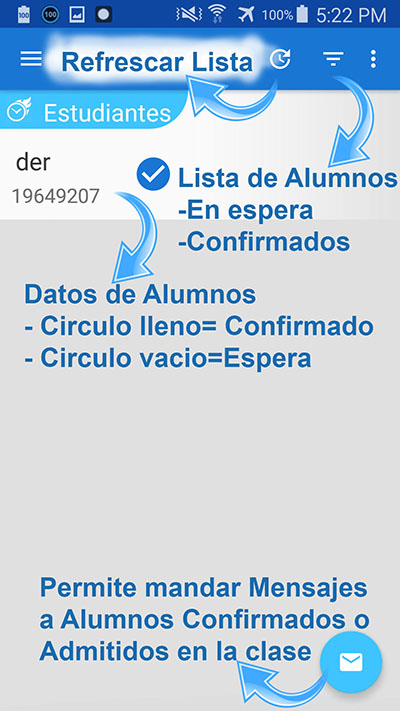 100 100 100% 5:22 PM
Refrescar Lista
Estudiantes
der
19649207
Lista de Alumnos
-En espera
-Confirmados
Datos de Alumnos
- Circulo lleno= Confirmado
- Circulo vacio=Espera
Permite mandar Mensajes
a Alumnos Confirmados o
Admitidos en la clase